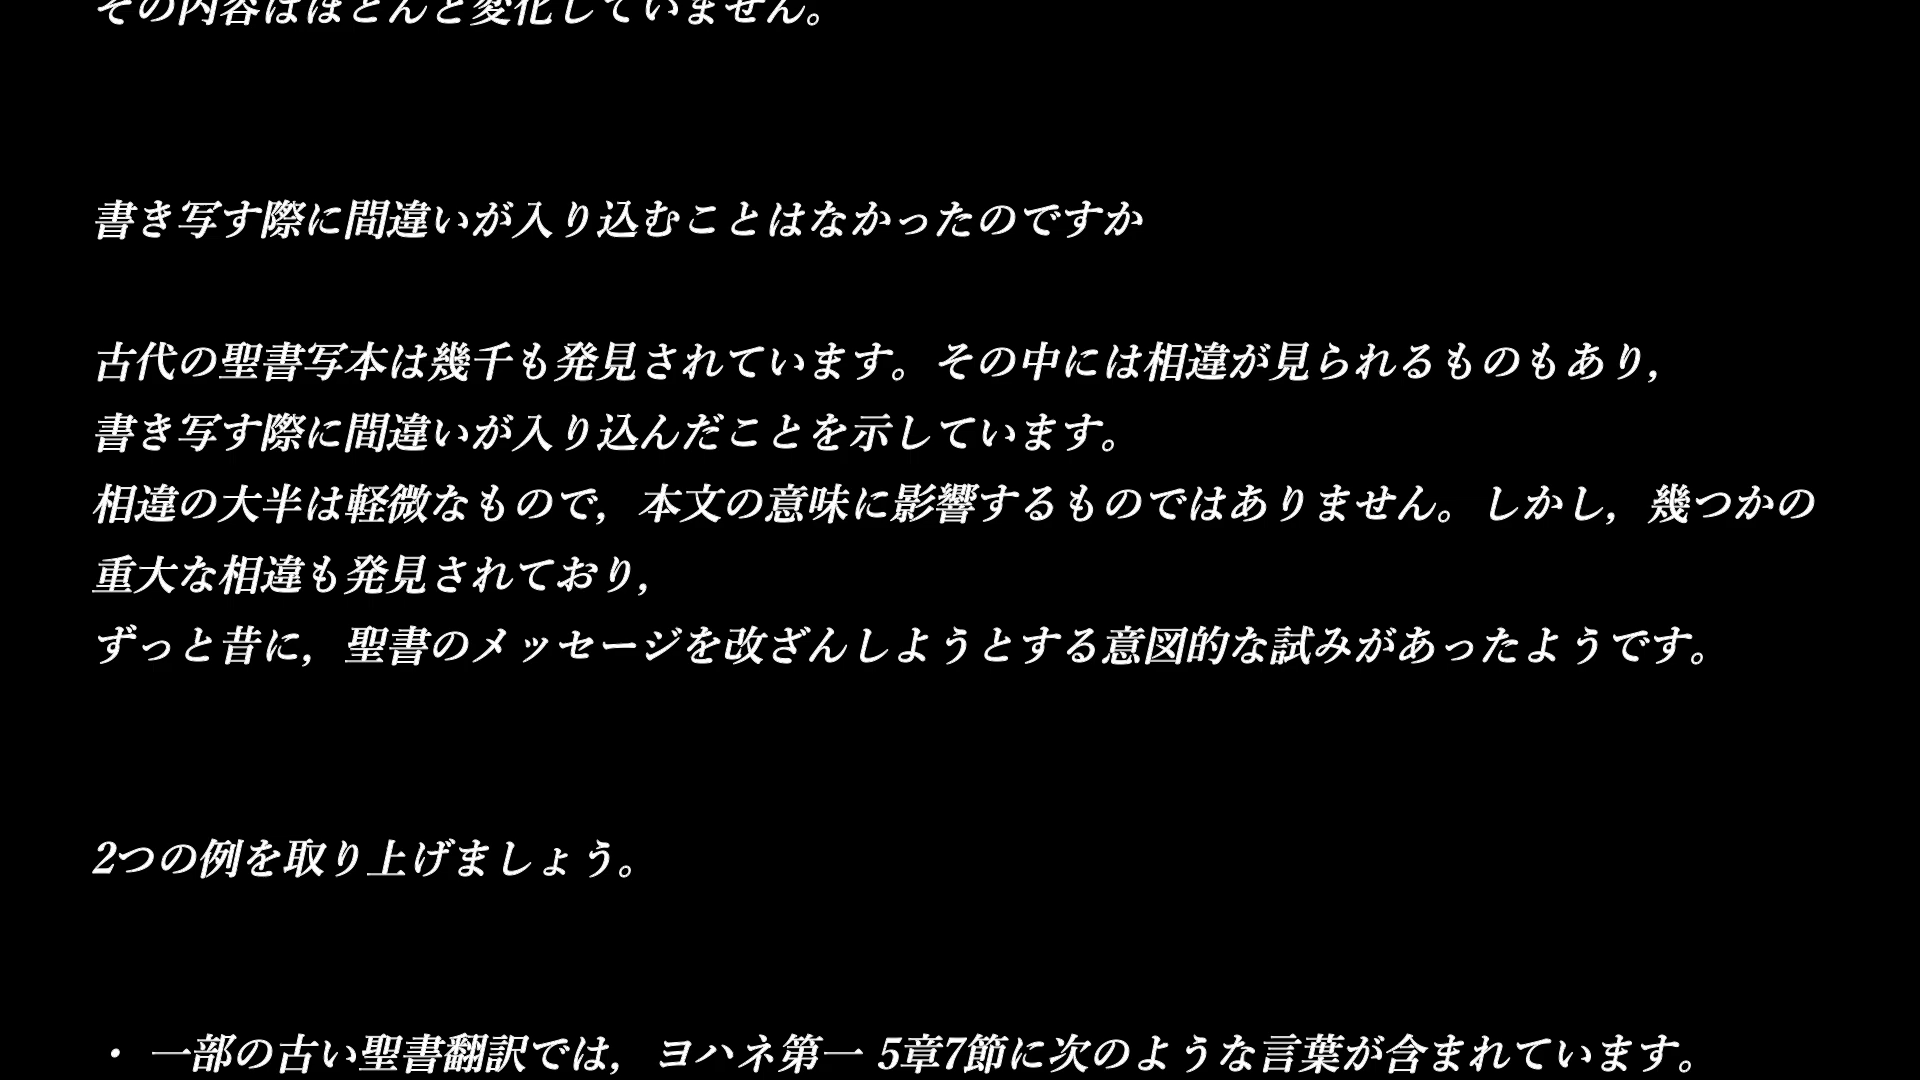 その内容はほとんど変化していません。
書き写す際に間違いが入り込むことはなかったのですか
古代の聖書写本は幾千も発見されています。その中には相違が見られるものもあり，
書き写す際に間違いが入り込んだことを示しています。
相違の大半は軽微なもので，本文の意味に影響するものではありません。しかし，幾つかの
重大な相違も発見されており，
ずっと昔に，聖書のメッセージを改ざんしようとする意図的な試みがあったようです。
2つの例を取り上げましょう。
・ 一部の古い聖書翻訳では，ヨハネ第一 5章7節に次のような言葉が含まれています。